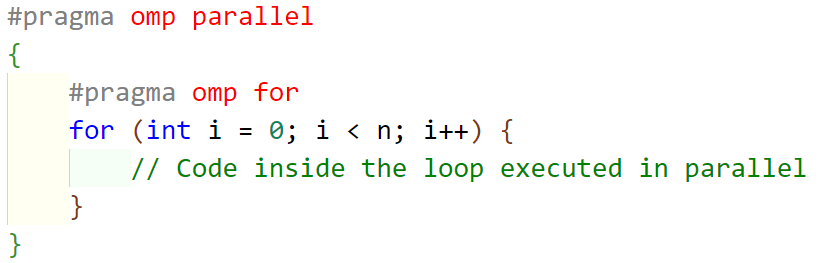 #pragma omp parallel
{
    #pragma omp for
    for (int i = 0; i < n; i++) {
        // Code inside the loop executed in parallel
    }
}